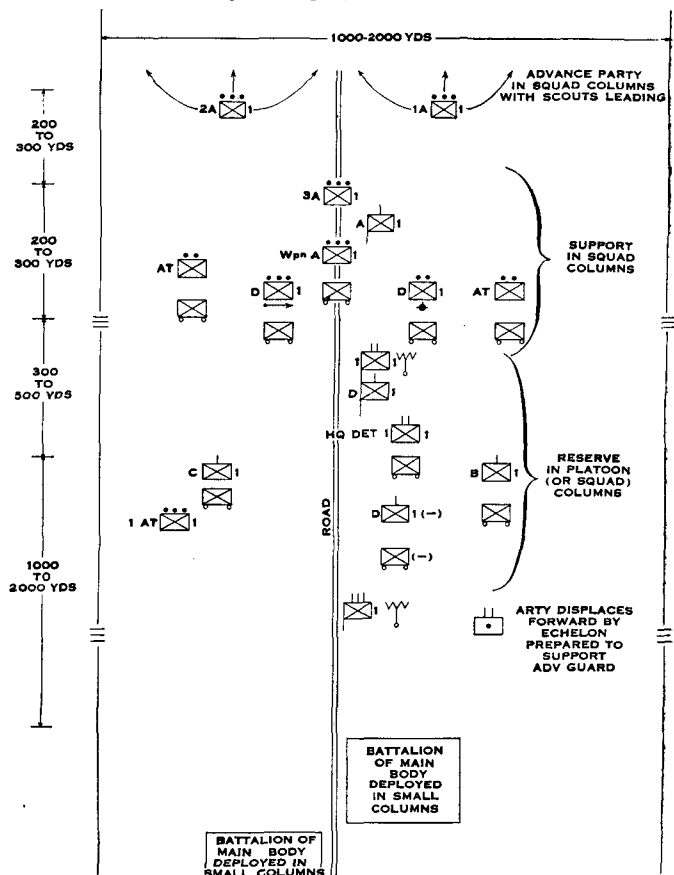 1000-2000 YDS
ADVANCE PARTY
IN SQUAD COLUMNS
WITH SCOUTS LEADING
2A 1
1A 1
200
TO
300 YDS
3A 1
A 1
200
TO
300 YDS
Wpn A 1
SUPPORT
IN SQUAD
COLUMNS
AT
D 1
D 1
AT
300
TO
500 YDS
1 1
D 1
HQ DET 1 1
RESERVE
IN PLATOON
(OR SQUAD)
COLUMNS
C 1
B 1
1 AT 1
D 1 (-)
ROAD
(-)
1000
TO
2000 YDS
1
ARTY DISPLACES
FORWARD BY
ECHELON
PREPARED TO
SUPPORT
ADV GUARD
BATTALION
OF MAIN
BODY
DEPLOYED
IN SMALL
COLUMNS
BATTALION OF
MAIN BODY
DEPLOYED IN
SMALL COLUMNS